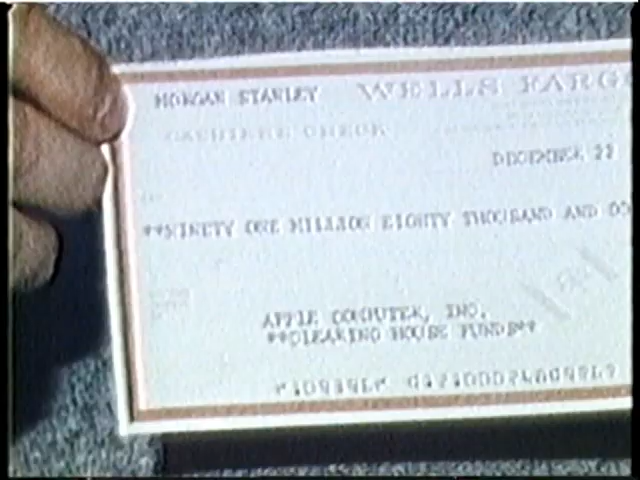 MORGAN STANLEY WELLS FARGO
CASHIERS CHECK
DECEMBER 22
**NINETY ONE MILLION EIGHTY THOUSAND AND 00
APPLE COMPUTER, INC.
**CLEARING HOUSE FUNDS**